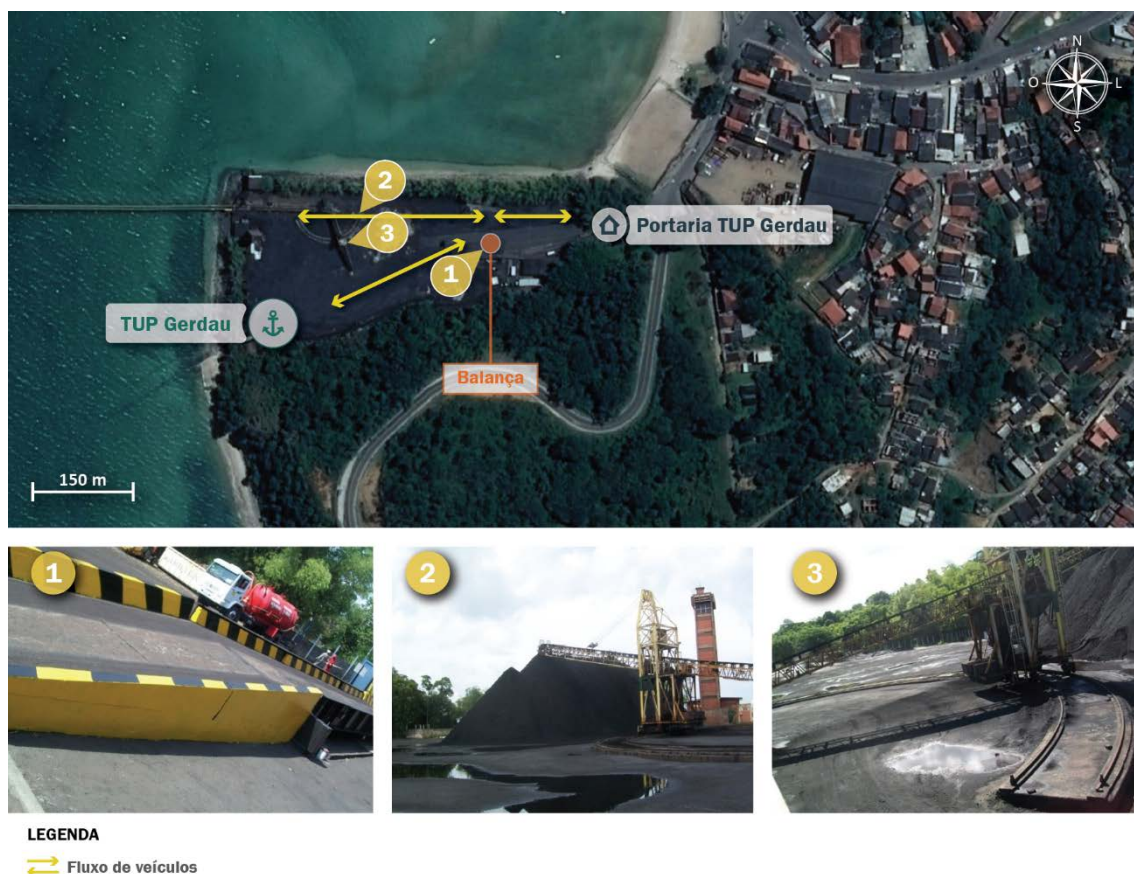 N
O
L
S
2
3
Portaria TUP Gerdau
1
TUP Gerdau
Balança
150 m
1
2
3
LEGENDA
Fluxo de veículos